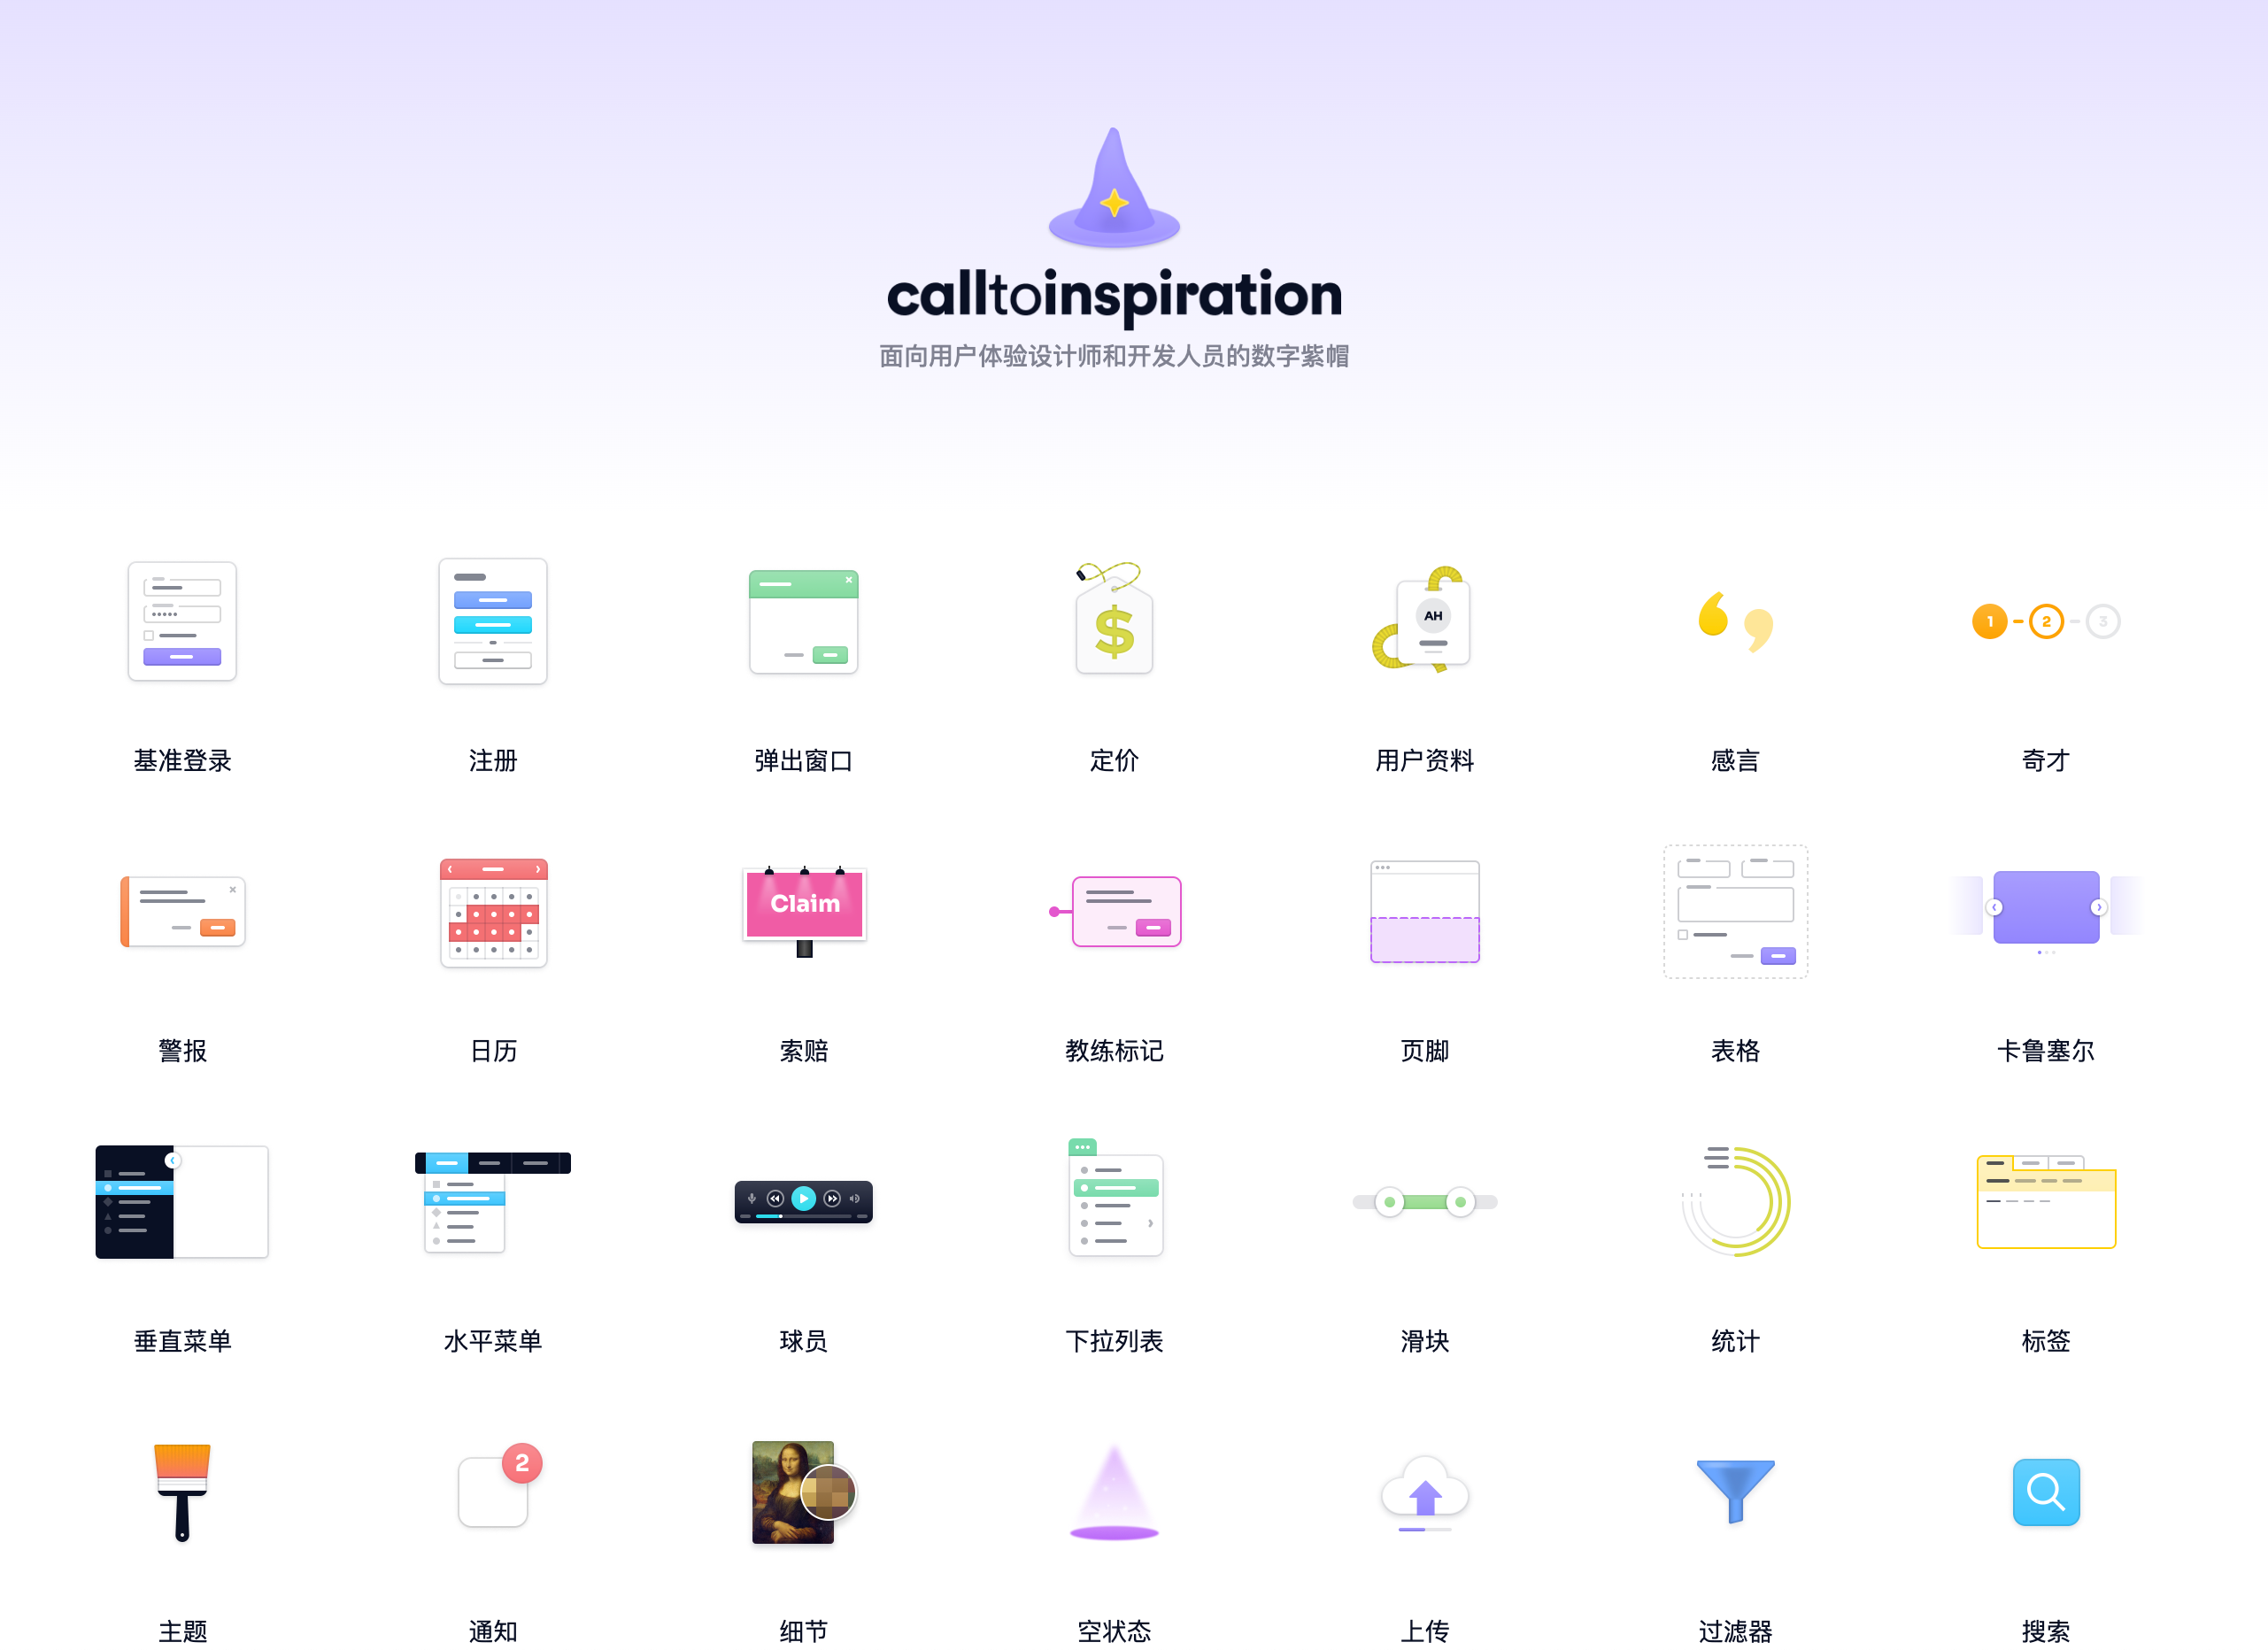 calltoinspiration
面向用户体验设计师和开发人员的数字紫帽
$
AH
1 2 3
基准登录 注册 弹出窗口 定价 用户资料 感言 奇才
Claim
警报 日历 索赔 教练标记 页脚 表格 卡鲁塞尔
垂直菜单 水平菜单 球员 下拉列表 滑块 统计 标签
2
主题 通知 细节 空状态 上传 过滤器 搜索